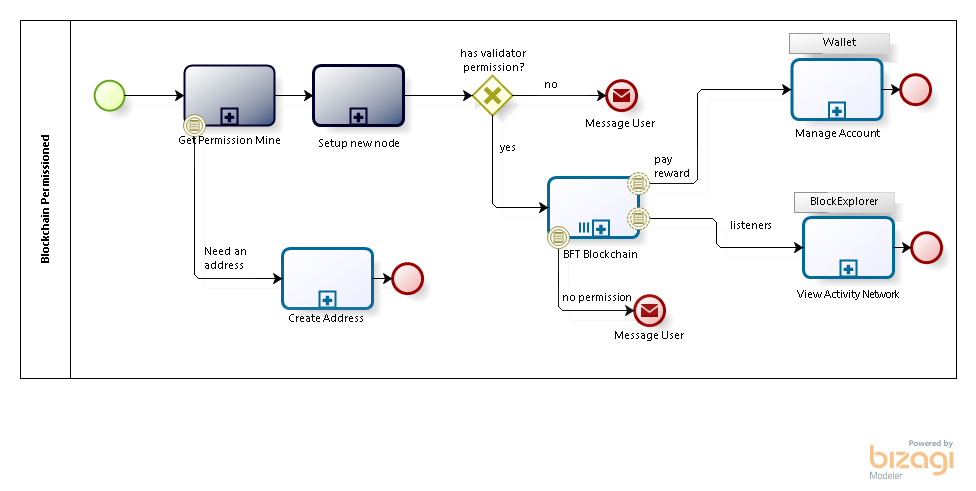 Blockchain Permissioned
Get Permission Mine
Setup new node
has validator
permission?
no
Message User
yes
Wallet
Manage Account
pay
reward
BlockExplorer
listeners
View Activity Network
BFT Blockchain
no permission
Message User
Need an
address
Create Address
Powered by
bizagi
Modeler